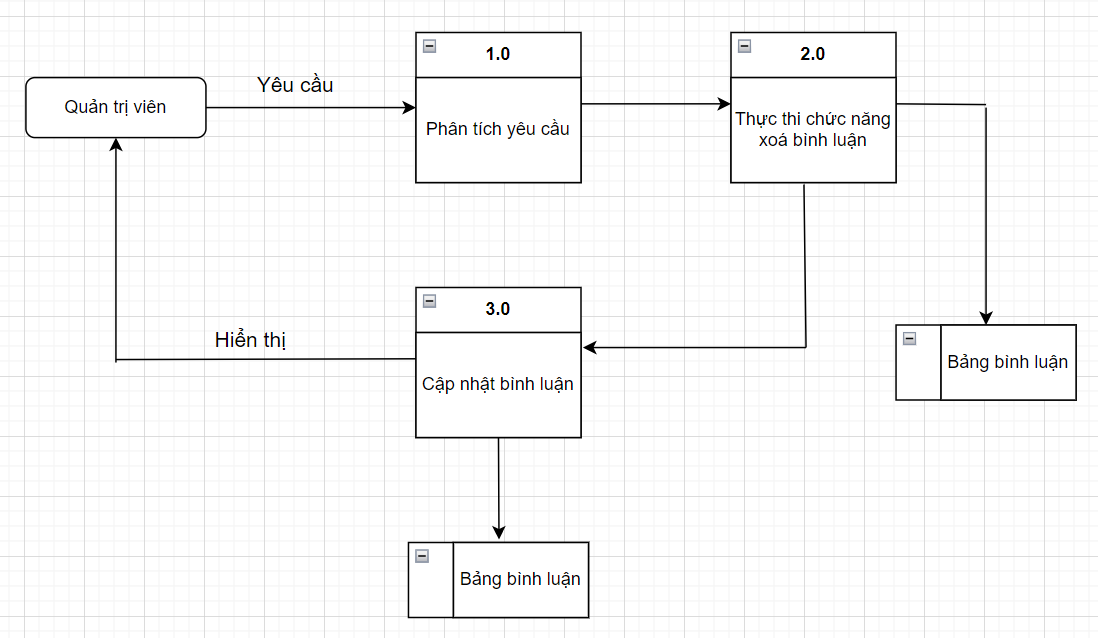 1.0
2.0
Yêu cầu
Quản trị viên
Phân tích yêu cầu
Thực thi chức năng
xoá bình luận
3.0
Hiển thị
Cập nhật bình luận
Bảng bình luận
Bảng bình luận